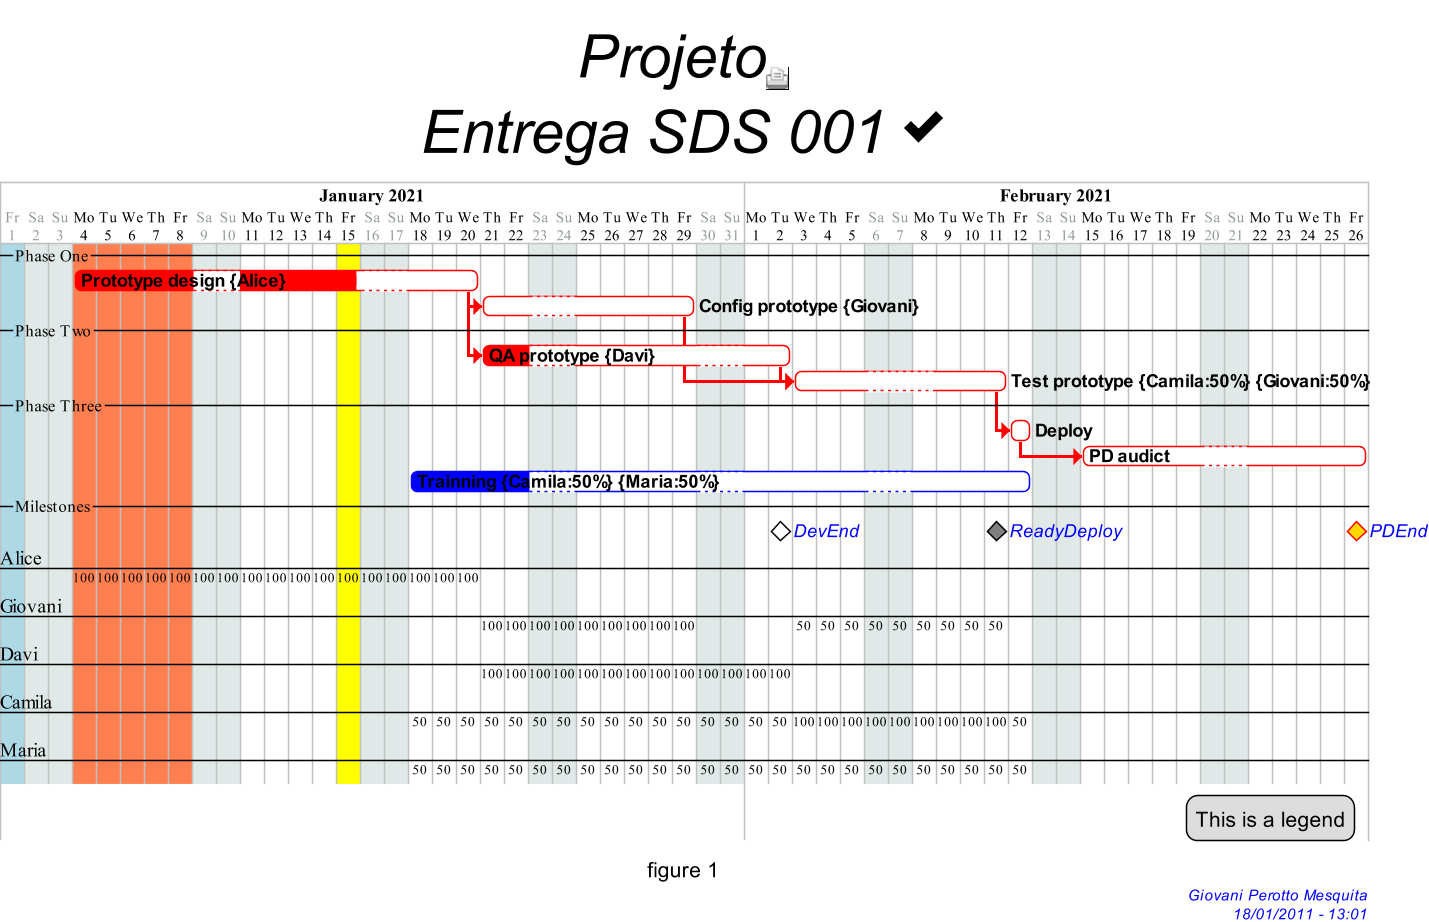 Projeto
Entrega SDS 001
January 2021 February 2021
Fr Sa Su Mo Tu We Th Fr Sa Su Mo Tu We Th Fr Sa Su Mo Tu We Th Fr Sa Su Mo Tu We Th Fr Sa Su Mo Tu We Th Fr Sa Su Mo Tu We Th Fr Sa Su Mo Tu We Th Fr Sa Su Mo Tu We Th Fr
1 2 3 4 5 6 7 8 9 10 11 12 13 14 15 16 17 18 19 20 21 22 23 24 25 26 27 28 29 30 31 1 2 3 4 5 6 7 8 9 10 11 12 13 14 15 16 17 18 19 20 21 22 23 24 25 26
Phase One
Prototype design {Alice}
Config prototype {Giovani}
Phase Two
QA prototype {Davi}
Test prototype {Camila:50%} {Giovani:50%}
Phase Three
Deploy
PD audict
Trainning {Camila:50%} {Maria:50%}
Milestones
DevEnd ReadyDeploy PDEnd
Alice
100 100 100 100 100 100 100 100 100 100 100 100 100 100 100 100 100
Giovani
100 100 100 100 100 100 100 100 100 50 50 50 50 50 50 50 50 50
Davi
100 100 100 100 100 100 100 100 100 100 100 100 100
Camila
50 50 50 50 50 50 50 50 50 50 50 50 50 50 50 50 100 100 100 100 100 100 100 100 100 50
Maria
50 50 50 50 50 50 50 50 50 50 50 50 50 50 50 50 50 50 50 50 50 50 50 50 50 50
This is a legend
figure 1
Giovani Perotto Mesquita
18/01/2011 - 13:01